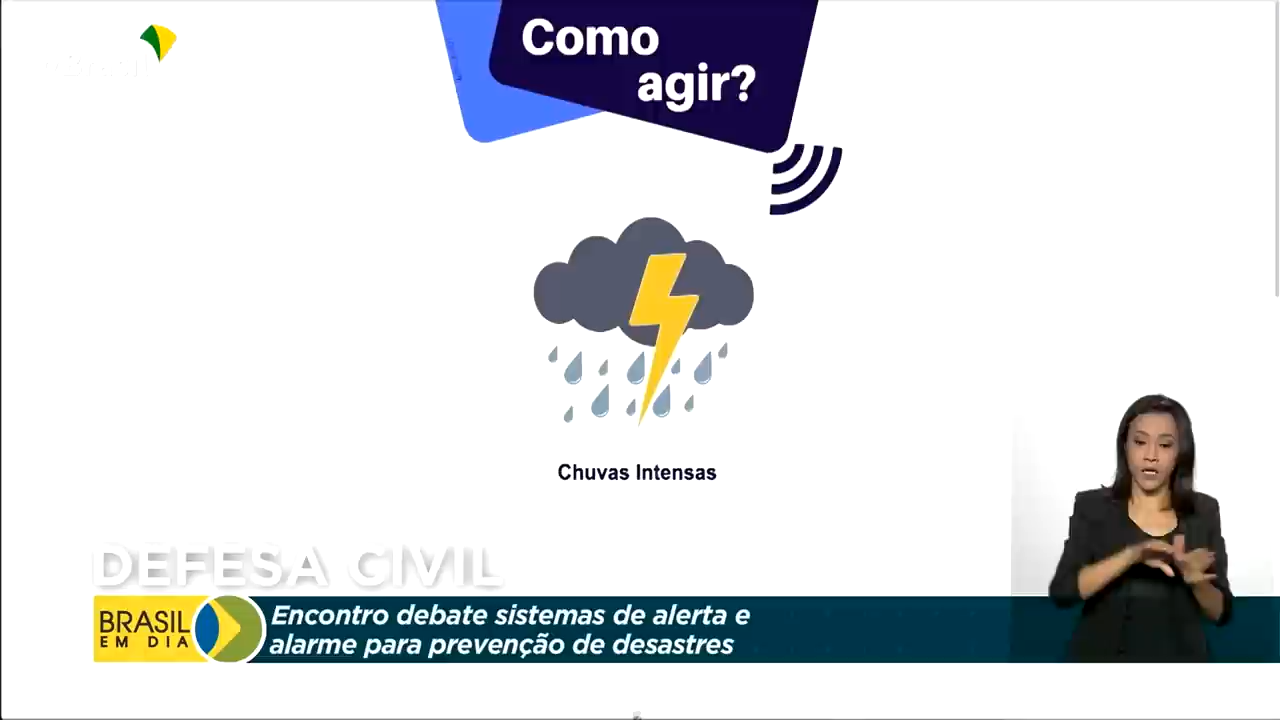 Como
agir?
Chuvas Intensas
DEFESA CIVIL
BRASIL
EM DIA
Encontro debate sistemas de alerta e
alarme para prevenção de desastres